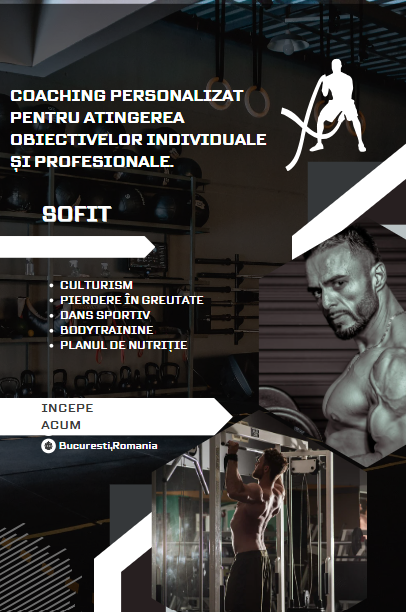 COACHING PERSONALIZAT
PENTRU ATINGEREA
OBIECTIVELOR INDIVIDUALE
ȘI PROFESIONALE.
SOFIT
• CULTURISM
• PIERDERE ÎN GREUTATE
• DANS SPORTIV
• BODYTRAININE
• PLANUL DE NUTRIȚIE
INCEPE
ACUM
Bucuresti,Romania